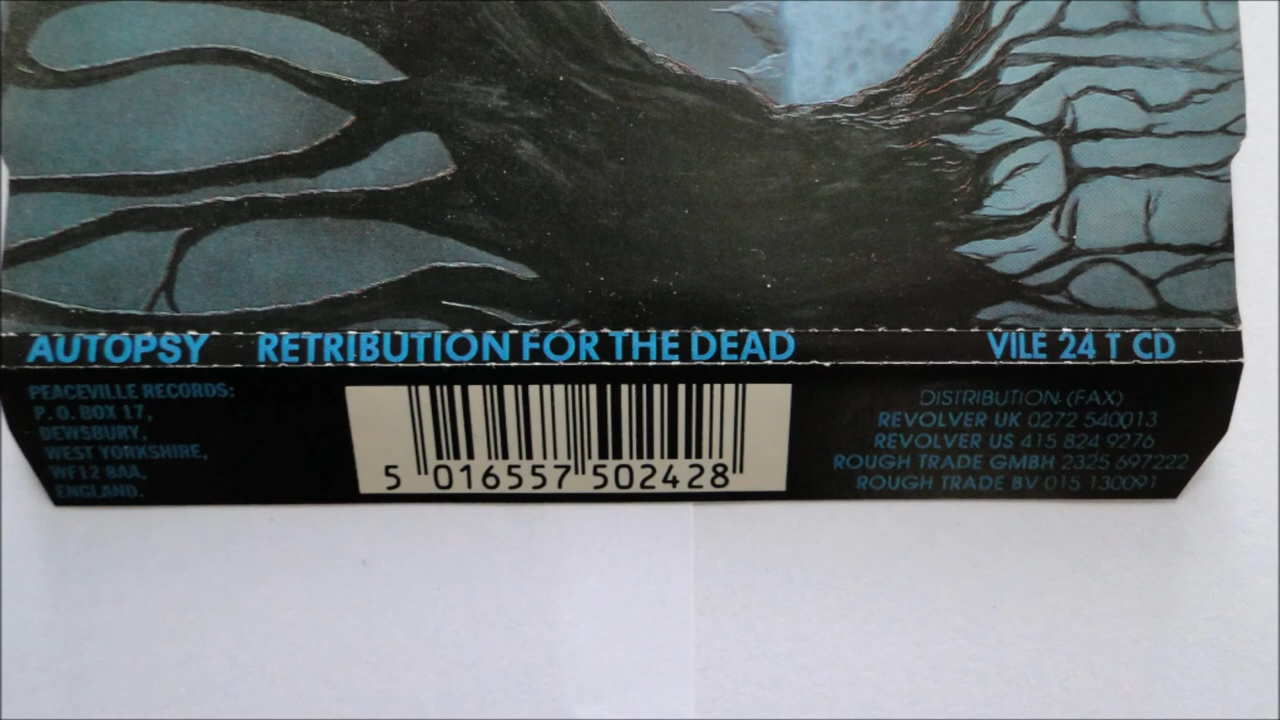 AUTOPSY RETRIBUTION FOR THE DEAD VILE 24 T CD
PEACEVILLE RECORDS:
P.O. BOX 17,
DEWSBURY,
WEST YORKSHIRE,
WF12 8AA,
ENGLAND.
5 016557 502428
DISTRIBUTION (FAX)
REVOLVER UK 0272 540013
REVOLVER US 415 824 9276
ROUGH TRADE GMBH 2325 697222
ROUGH TRADE BV 015 130091